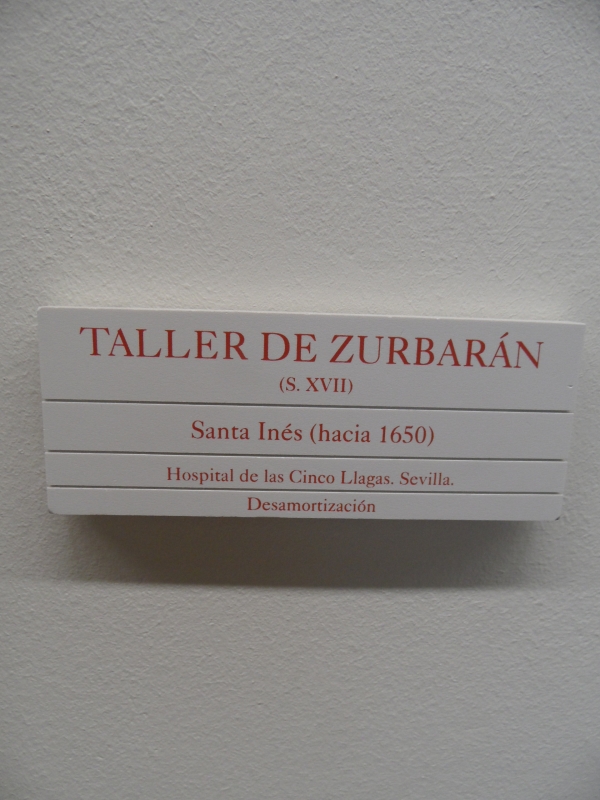 TALLER DE ZURBARÁN
(S. XVII)
Santa Inés (hacia 1650)
Hospital de las Cinco Llagas. Sevilla.
Desamortización